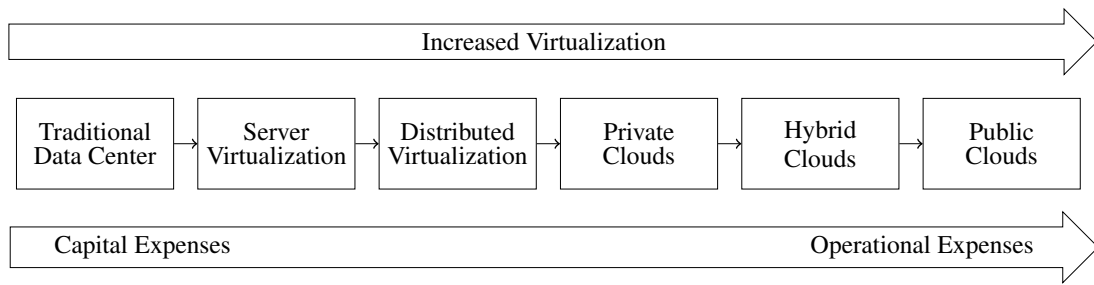 Increased Virtualization
Traditional
Data Center
Server
Virtualization
Distributed
Virtualization
Private
Clouds
Hybrid
Clouds
Public
Clouds
Capital Expenses
Operational Expenses